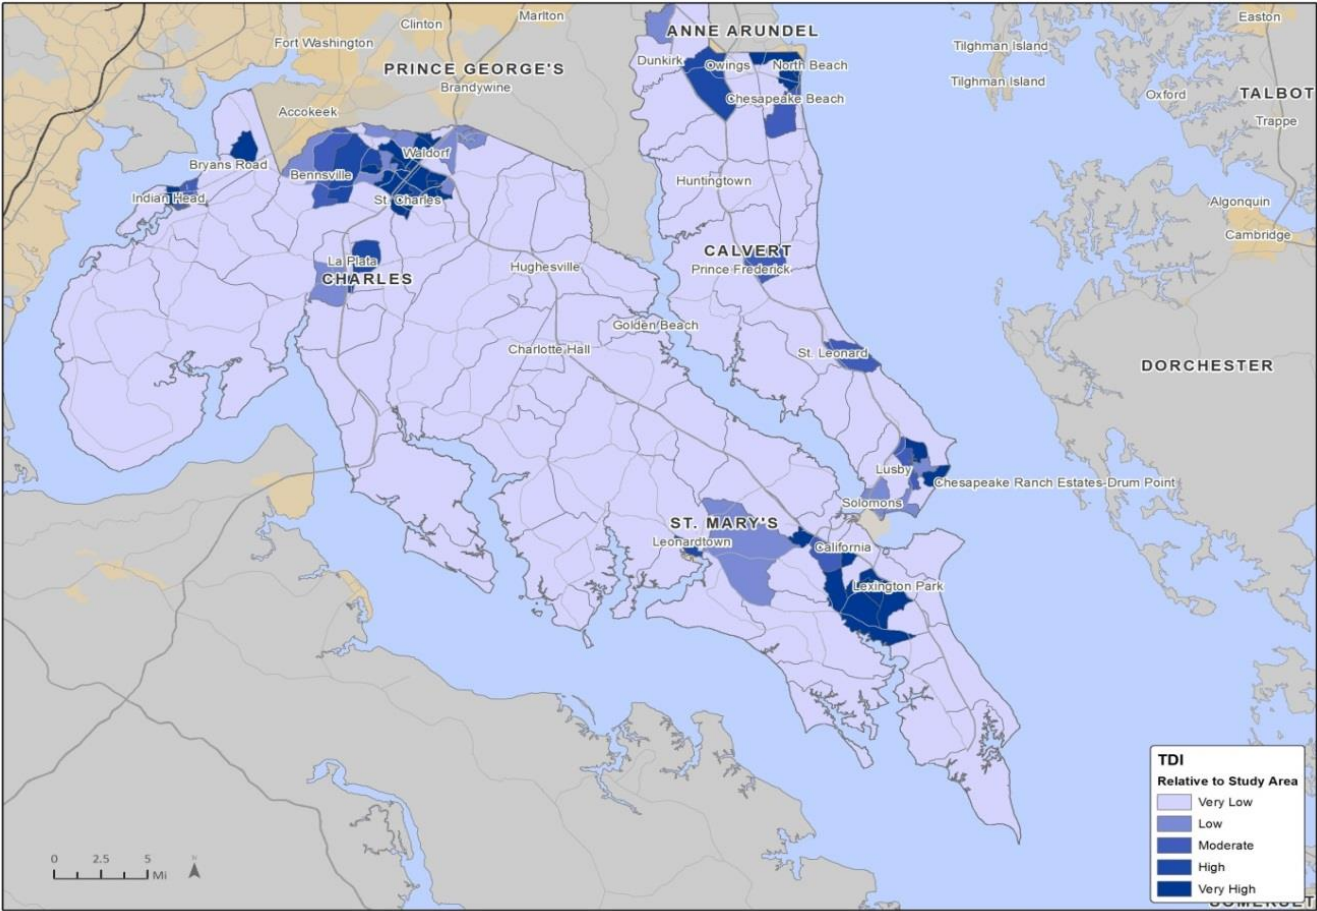 Marlton
Clinton
Easton
ANNE ARUNDEL
Fort Washington
Tilghman Island
Dunkirk
Owings
North Beach
PRINCE GEORGE'S
Brandywine
Tilghman Island
Oxford
TALBOT
Chesapeake Beach
Accokeek
Trappe
Waldorf
Bryans Road
Bennsville
Huntingtown
Indian Head
St. Charles
Algonquin
Cambridge
CALVERT
La Plata
Prince Frederick
CHARLES
Hughesville
Golden Beach
Charlotte Hall
St. Leonard
DORCHESTER
Lusby
Chesapeake Ranch Estates-Drum Point
Solomons
ST. MARY'S
Leonardtown
California
Lexington Park
TDI
Relative to Study Area
Very Low
Low
Moderate
High
Very High
0 2.5 5
Mi
N
SOMERSET